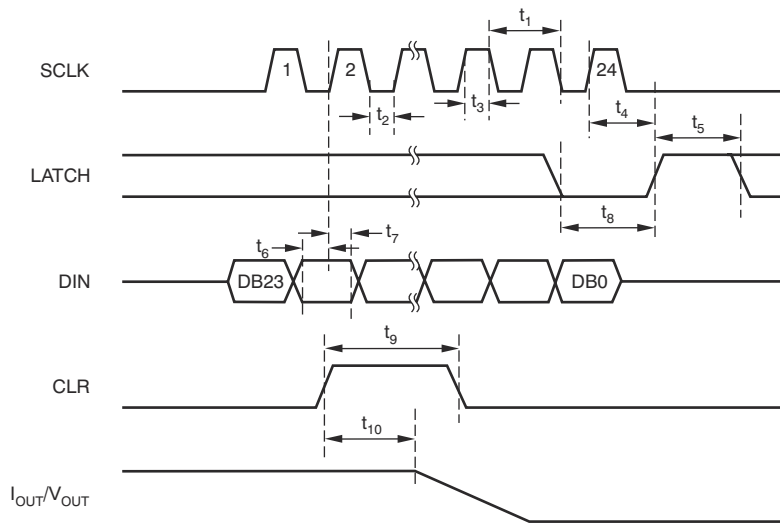 t1
SCLK
1
2
24
t2
t3
t4
t5
LATCH
t8
t6
t7
DIN
DB23
DB0
t9
CLR
t10
IOUT/VOUT